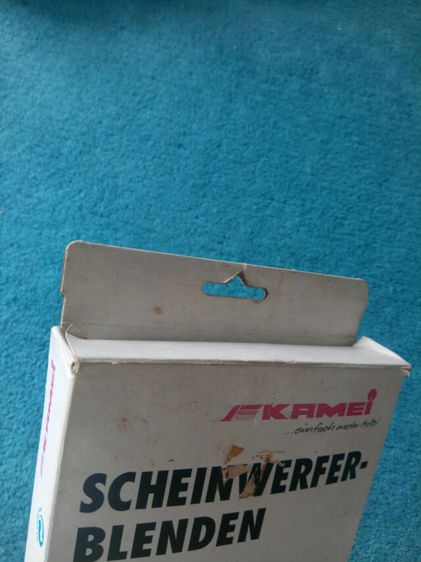 KAMEI
...einfach mehr Auto!
SCHEINWERFER-
BLENDEN